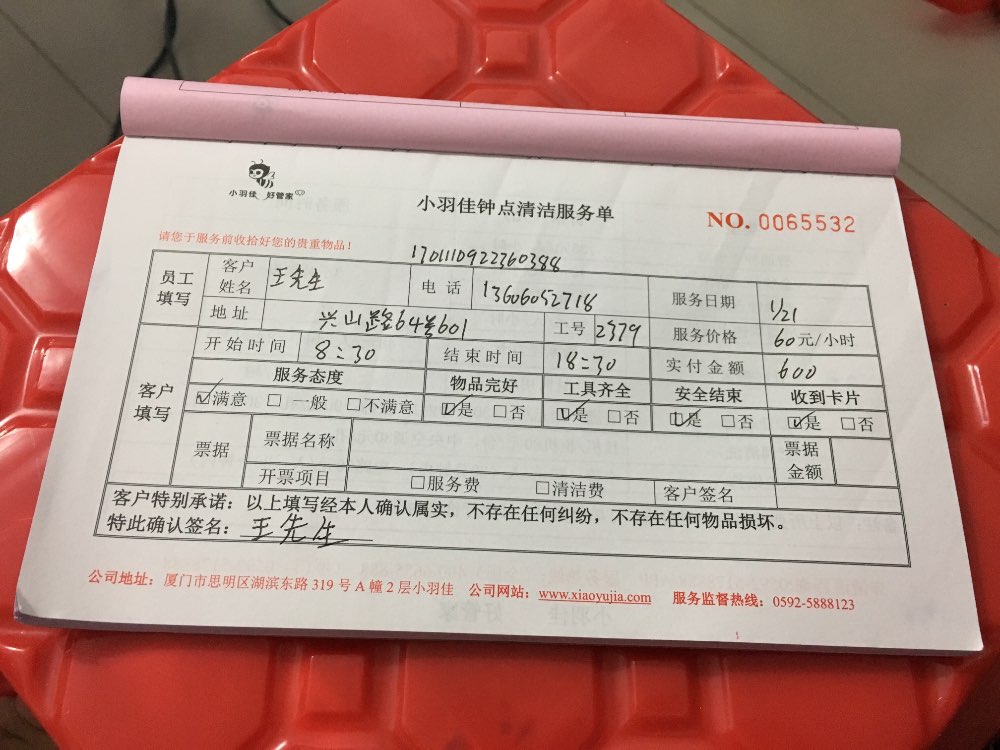 小羽佳 好管家
小羽佳钟点清洁服务单
NO. 0065532
请您于服务前收拾好您的贵重物品!
1701110922360388
员工填写 客户姓名 王先生 电话 13606052718 服务日期 1/21
地址 兴山路64号601 工号 2979 服务价格 60元/小时
客户填写 开始时间 8:30 结束时间 18:30 实付金额 600
服务态度 物品完好 工具齐全 安全结束 收到卡片
☑满意 □一般 □不满意 ☑是 □否 ☑是 □否 ☑是 □否 ☑是 □否
票据 票据名称 票据金额
开票项目 □服务费 □清洁费 客户签名
客户特别承诺:以上填写经本人确认属实,不存在任何纠纷,不存在任何物品损坏。
特此确认签名:王先生
公司地址:厦门市思明区湖滨东路 319 号 A 幢 2 层小羽佳 公司网站:www.xiaoyujia.com 服务监督热线:0592-5888123